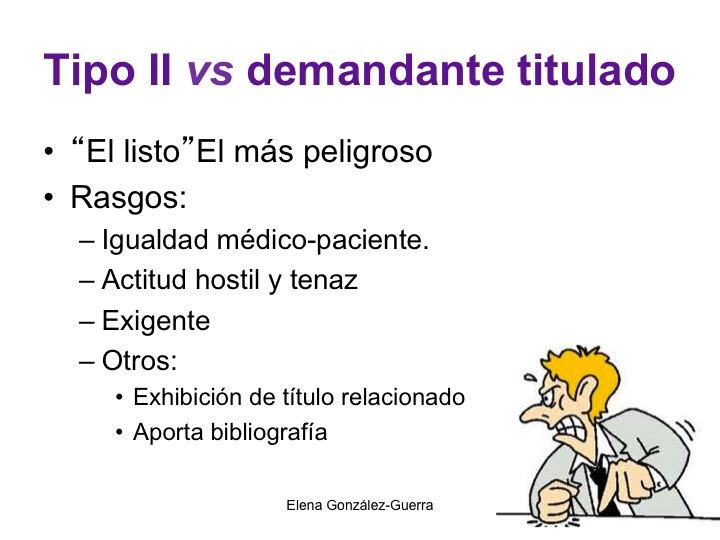 Tipo II vs demandante titulado
• “El listo”El más peligroso
• Rasgos:
– Igualdad médico-paciente.
– Actitud hostil y tenaz
– Exigente
– Otros:
• Exhibición de título relacionado
• Aporta bibliografía
Elena González-Guerra